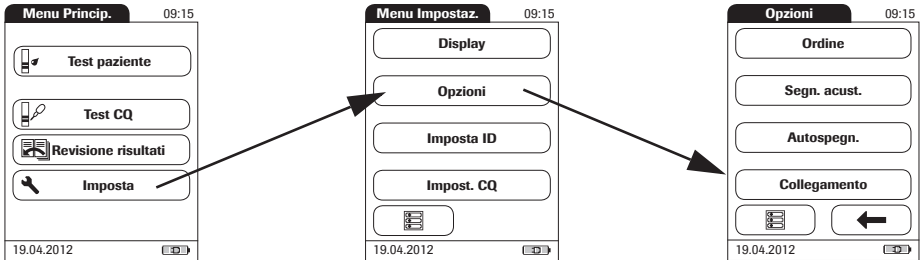 Menu Princip. 09:15
Test paziente
Test CQ
Revisione risultati
Imposta
19.04.2012
Menu Impostaz. 09:15
Display
Opzioni
Imposta ID
Impost. CQ
19.04.2012
Opzioni 09:15
Ordine
Segn. acust.
Autospegn.
Collegamento
19.04.2012